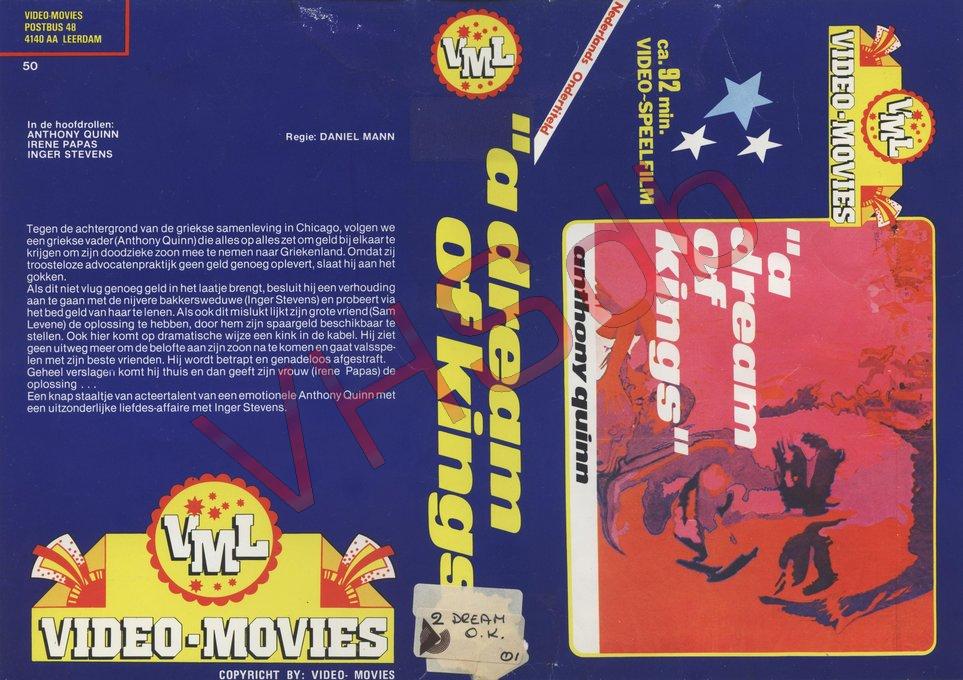 VIDEO-MOVIES
POSTBUS 48
4140 AA LEERDAM
50
In de hoofdrollen:
ANTHONY QUINN
IRENE PAPAS
INGER STEVENS
Regie: DANIEL MANN
Tegen de achtergrond van de griekse samenleving in Chicago, volgen we
een griekse vader (Anthony Quinn) die alles op alles zet om geld bij elkaar te
krijgen om zijn doodzieke zoon mee te nemen naar Griekenland. Omdat zij
troosteloze advocatenpraktijk geen geld genoeg oplevert, slaat hij aan het
gokken.
Als dit niet vlug genoeg geld in het laatje brengt, besluit hij een verhouding
aan te gaan met de nijvere bakkersweduwe (Inger Stevens) en probeert via
het bed geld van haar te lenen. Als ook dit mislukt lijkt zijn grote vriend (Sam
Levene) de oplossing te hebben, door hem zijn spaargeld beschikbaar te
stellen. Ook hier komt op dramatische wijze een kink in de kabel. Hij ziet
geen uitweg meer om de belofte aan zijn zoon na te komen en gaat valsspe-
len met zijn beste vrienden. Hij wordt betrapt en genadeloos afgestraft.
Geheel verslagen komt hij thuis en dan geeft zijn vrouw (Irene Papas) de
oplossing . . .
Een knap staaltje van acteertalent van een emotionele Anthony Quinn met
een uitzonderlijke liefdes-affaire met Inger Stevens.
VML
VIDEO-MOVIES
COPYRICHT BY: VIDEO- MOVIES
VML
"a dream
of kings
2 DREAM
O.K.
01
Nederlands Ondertiteld
ca. 92 min.
VIDEO-SPEELFILM
VML
VIDEO-MOVIES
"a
dream
of
kings"
anthony quinn
VHSdb